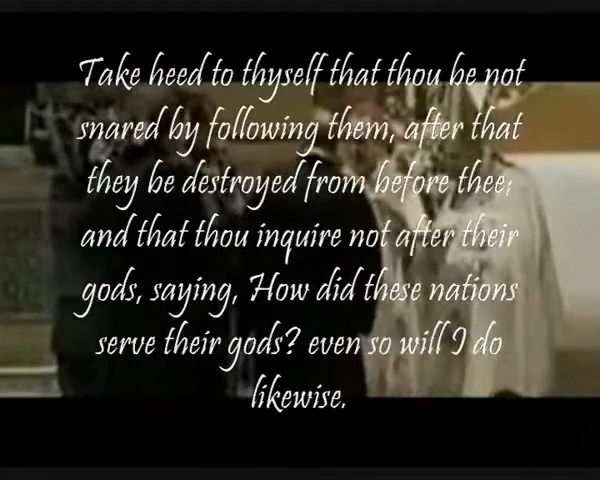 Take heed to thyself that thou be not
snared by following them, after that
they be destroyed from before thee;
and that thou inquire not after their
gods, saying, How did these nations
serve their gods? even so will I do
likewise.